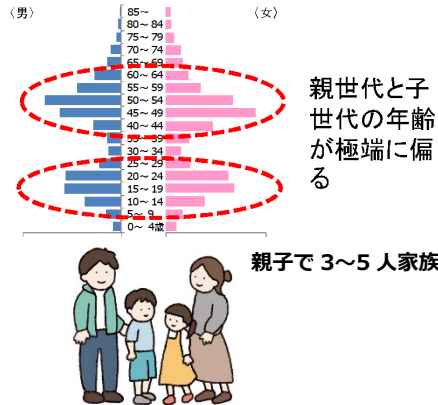 〈男〉
〈女〉
85～
80～ 84
75～ 79
70～ 74
65～ 69
60～ 64
55～ 59
50～ 54
45～ 49
40～ 44
35～ 39
30～ 34
25～ 29
20～ 24
15～ 19
10～ 14
5～ 9
0～ 4歳
親世代と子
世代の年齢
が極端に偏
る
親子で 3～5 人家族